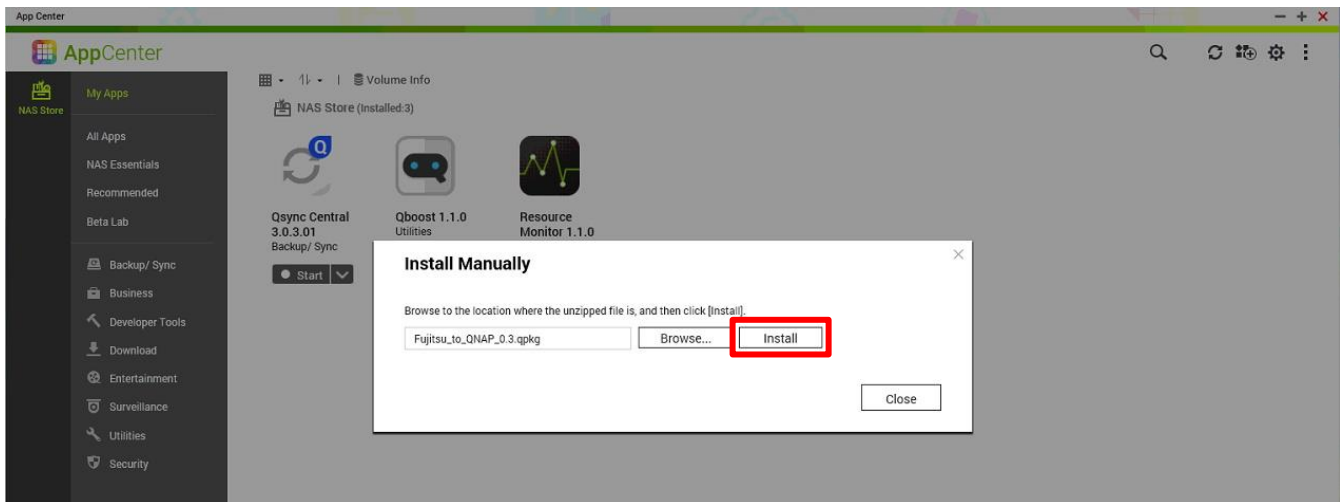 App Center
AppCenter
NAS Store
My Apps
All Apps
NAS Essentials
Recommended
Beta Lab
Backup/ Sync
Business
Developer Tools
Download
Entertainment
Surveillance
Utilities
Security
Volume Info
NAS Store (Installed:3)
Q
Qsync Central
3.0.3.01
Backup/ Sync
Start
Qboost 1.1.0
Utilities
Resource
Monitor 1.1.0
Install Manually
Browse to the location where the unzipped file is, and then click [Install].
Fujitsu_to_QNAP_0.3.qpkg
Browse...
Install
Close